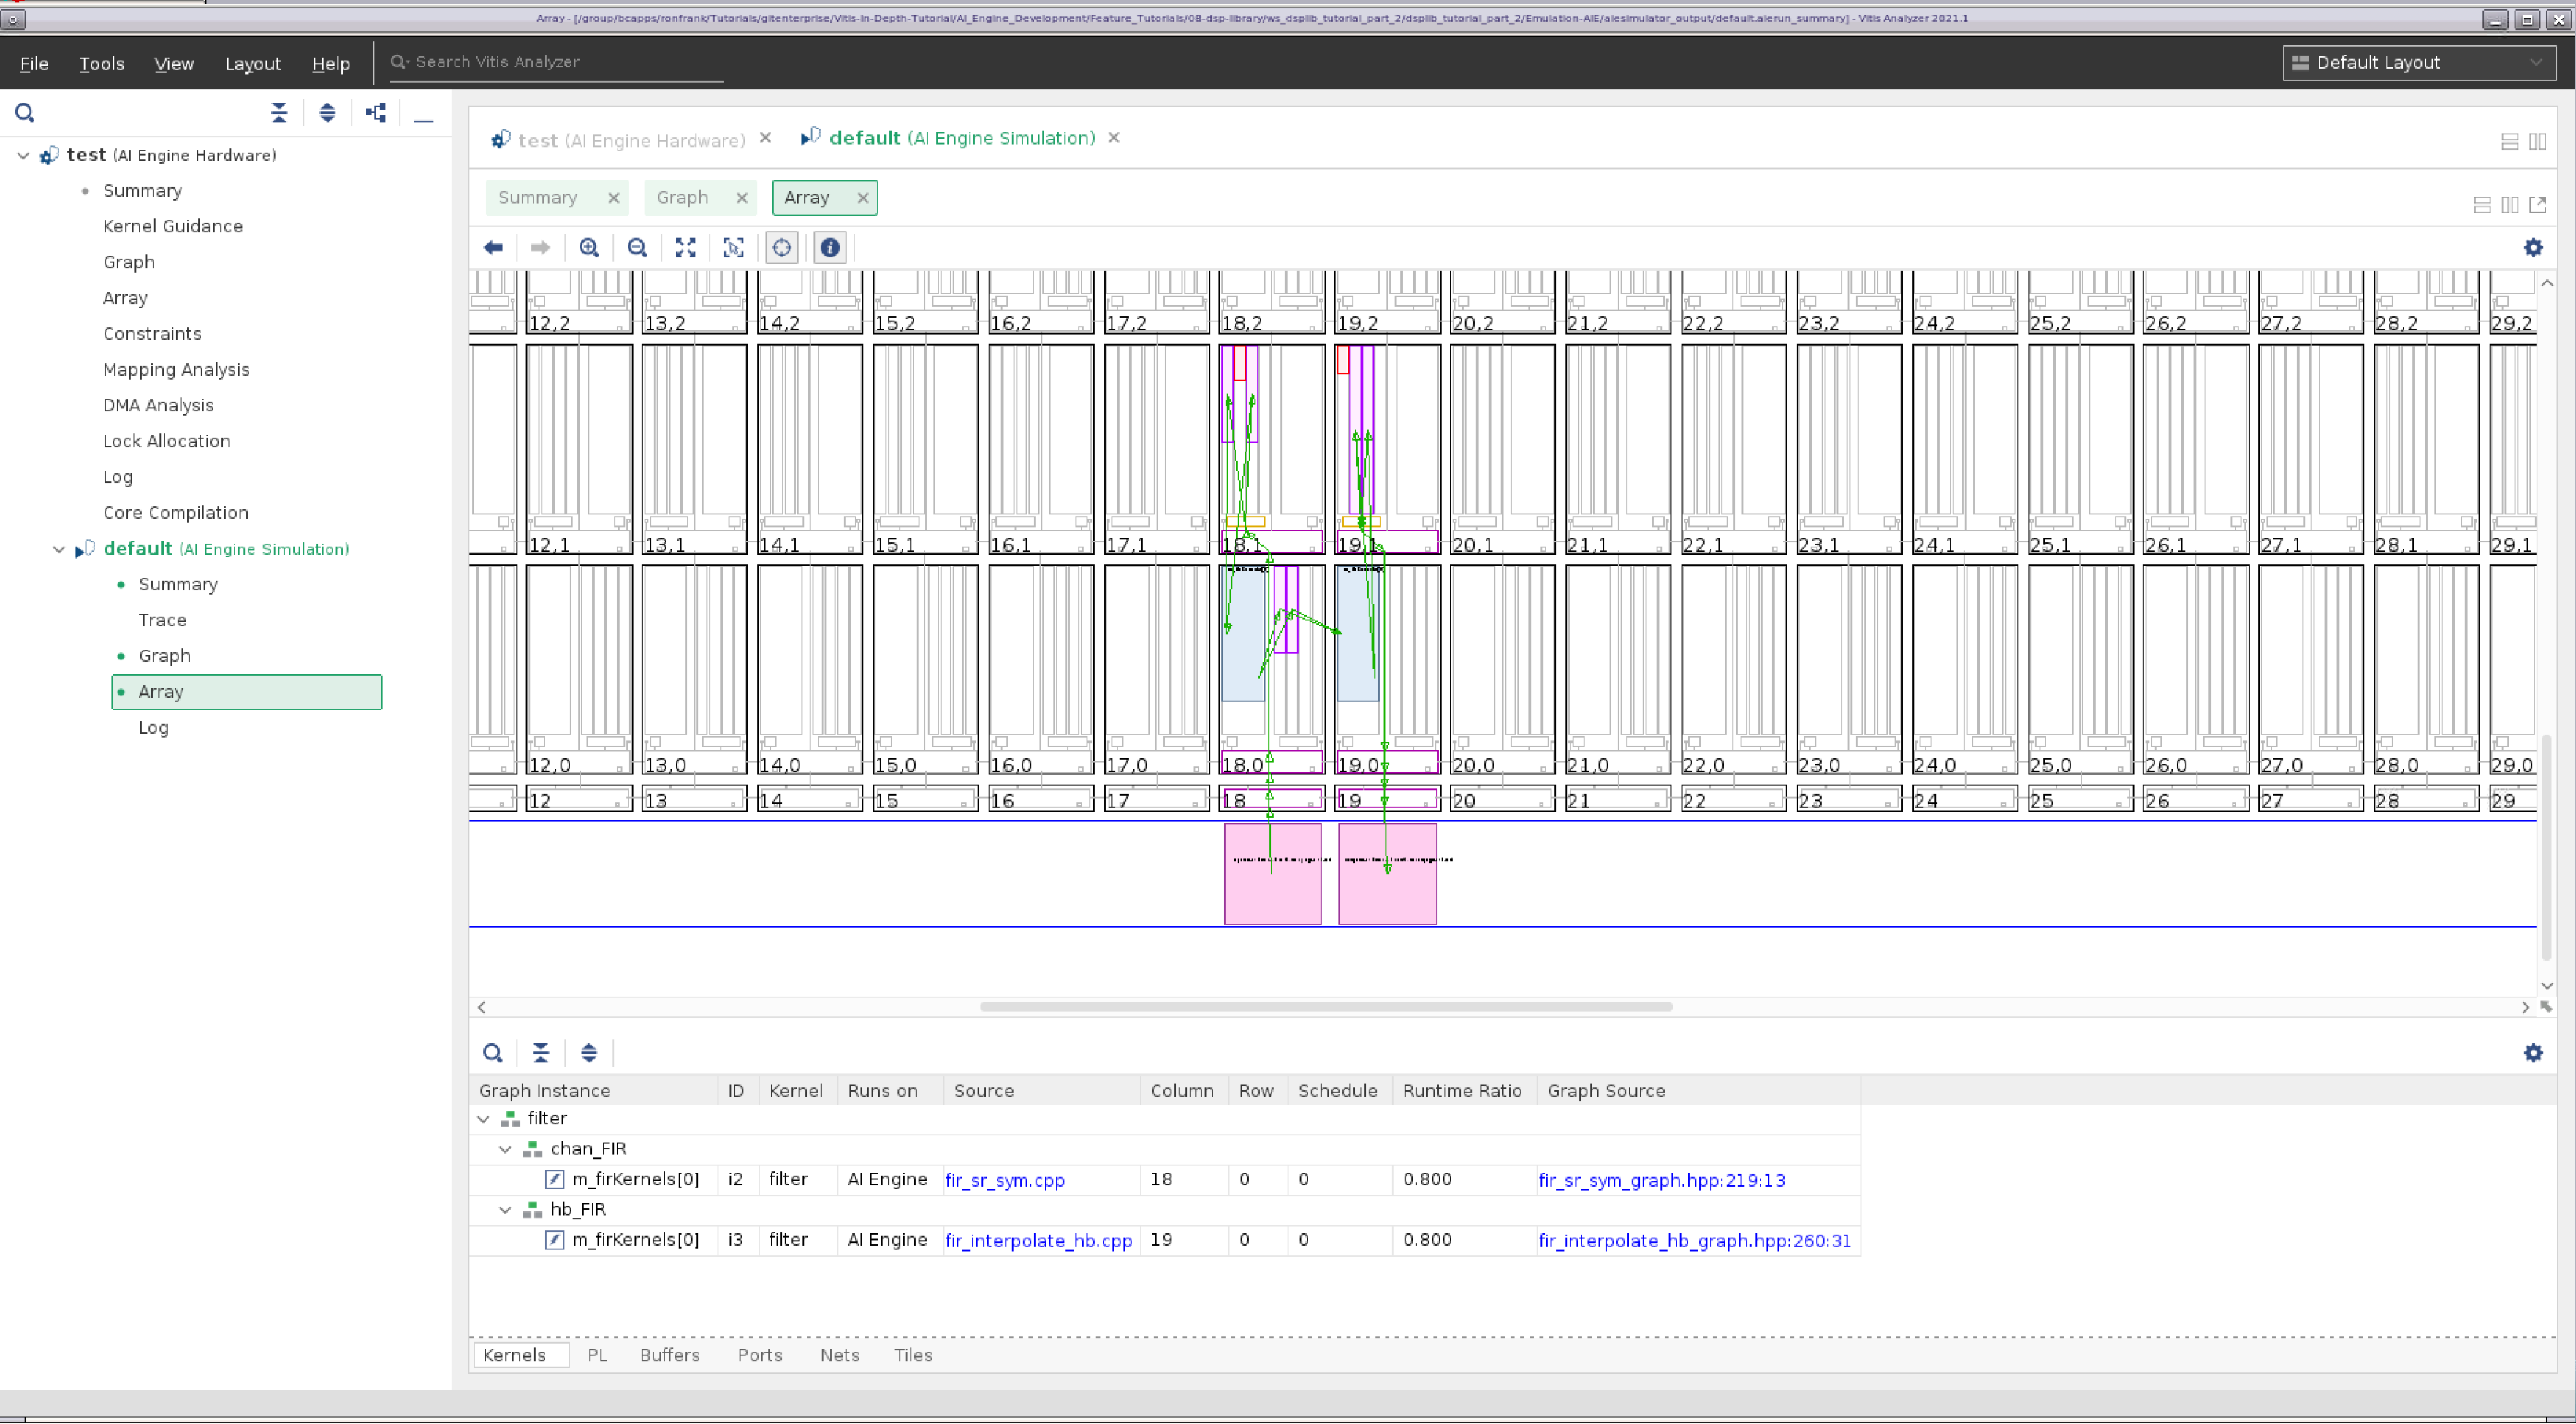 Array - [/group/bcapps/ronfrank/Tutorials/gitenterprise/Vitis-In-Depth-Tutorial/AI_Engine_Development/Feature_Tutorials/08-dsp-library/ws_dsplib_tutorial_part_2/dsplib_tutorial_part_2/Emulation-AIE/aiesimulator_output/default.aierun_summary] - Vitis Analyzer 2021.1
File Tools View Layout Help Search Vitis Analyzer Default Layout
test (AI Engine Hardware)
Summary
Kernel Guidance
Graph
Array
Constraints
Mapping Analysis
DMA Analysis
Lock Allocation
Log
Core Compilation
default (AI Engine Simulation)
Summary
Trace
Graph
Array
Log
test (AI Engine Hardware) default (AI Engine Simulation)
Summary Graph Array
12,2 13,2 14,2 15,2 16,2 17,2 18,2 19,2 20,2 21,2 22,2 23,2 24,2 25,2 26,2 27,2 28,2 29,2
12,1 13,1 14,1 15,1 16,1 17,1 18,1 19,1 20,1 21,1 22,1 23,1 24,1 25,1 26,1 27,1 28,1 29,1
12,0 13,0 14,0 15,0 16,0 17,0 18,0 19,0 20,0 21,0 22,0 23,0 24,0 25,0 26,0 27,0 28,0 29,0
12 13 14 15 16 17 18 19 20 21 22 23 24 25 26 27 28 29
Graph Instance ID Kernel Runs on Source Column Row Schedule Runtime Ratio Graph Source
filter
chan_FIR
m_firKernels[0] i2 filter AI Engine fir_sr_sym.cpp 18 0 0 0.800 fir_sr_sym_graph.hpp:219:13
hb_FIR
m_firKernels[0] i3 filter AI Engine fir_interpolate_hb.cpp 19 0 0 0.800 fir_interpolate_hb_graph.hpp:260:31
Kernels PL Buffers Ports Nets Tiles